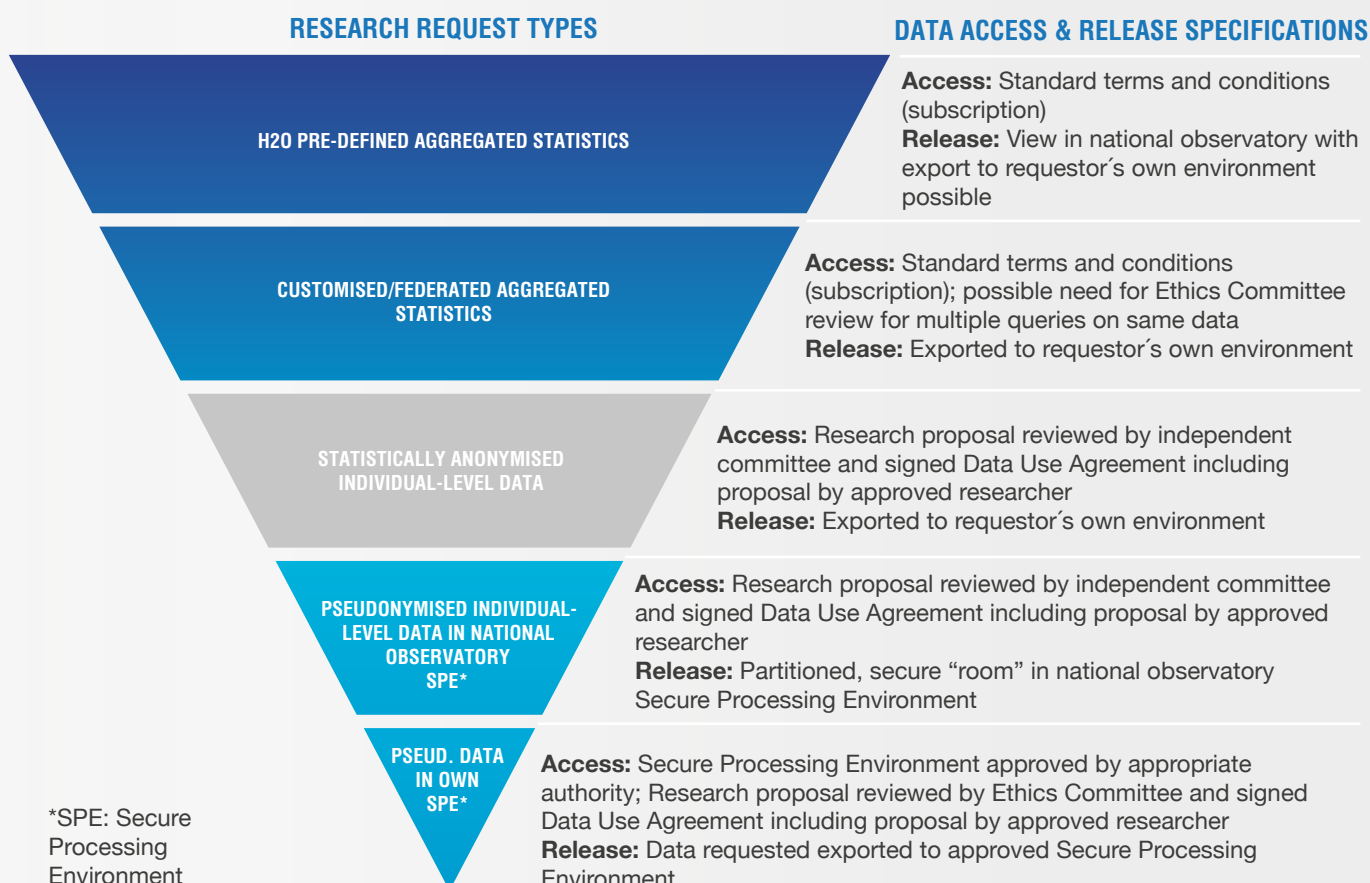 RESEARCH REQUEST TYPES
DATA ACCESS & RELEASE SPECIFICATIONS
H2O PRE-DEFINED AGGREGATED STATISTICS
Access: Standard terms and conditions
(subscription)
Release: View in national observatory with
export to requestor´s own environment
possible
CUSTOMISED/FEDERATED AGGREGATED
STATISTICS
Access: Standard terms and conditions
(subscription); possible need for Ethics Committee
review for multiple queries on same data
Release: Exported to requestor´s own environment
STATISTICALLY ANONYMISED
INDIVIDUAL-LEVEL DATA
Access: Research proposal reviewed by independent
committee and signed Data Use Agreement including
proposal by approved researcher
Release: Exported to requestor´s own environment
PSEUDONYMISED INDIVIDUAL-
LEVEL DATA IN NATIONAL
OBSERVATORY
SPE*
Access: Research proposal reviewed by independent committee
and signed Data Use Agreement including proposal by approved
researcher
Release: Partitioned, secure “room” in national observatory
Secure Processing Environment
PSEUD. DATA
IN OWN
SPE*
Access: Secure Processing Environment approved by appropriate
authority; Research proposal reviewed by Ethics Committee and signed
Data Use Agreement including proposal by approved researcher
Release: Data requested exported to approved Secure Processing
Environment
*SPE: Secure
Processing
Environment